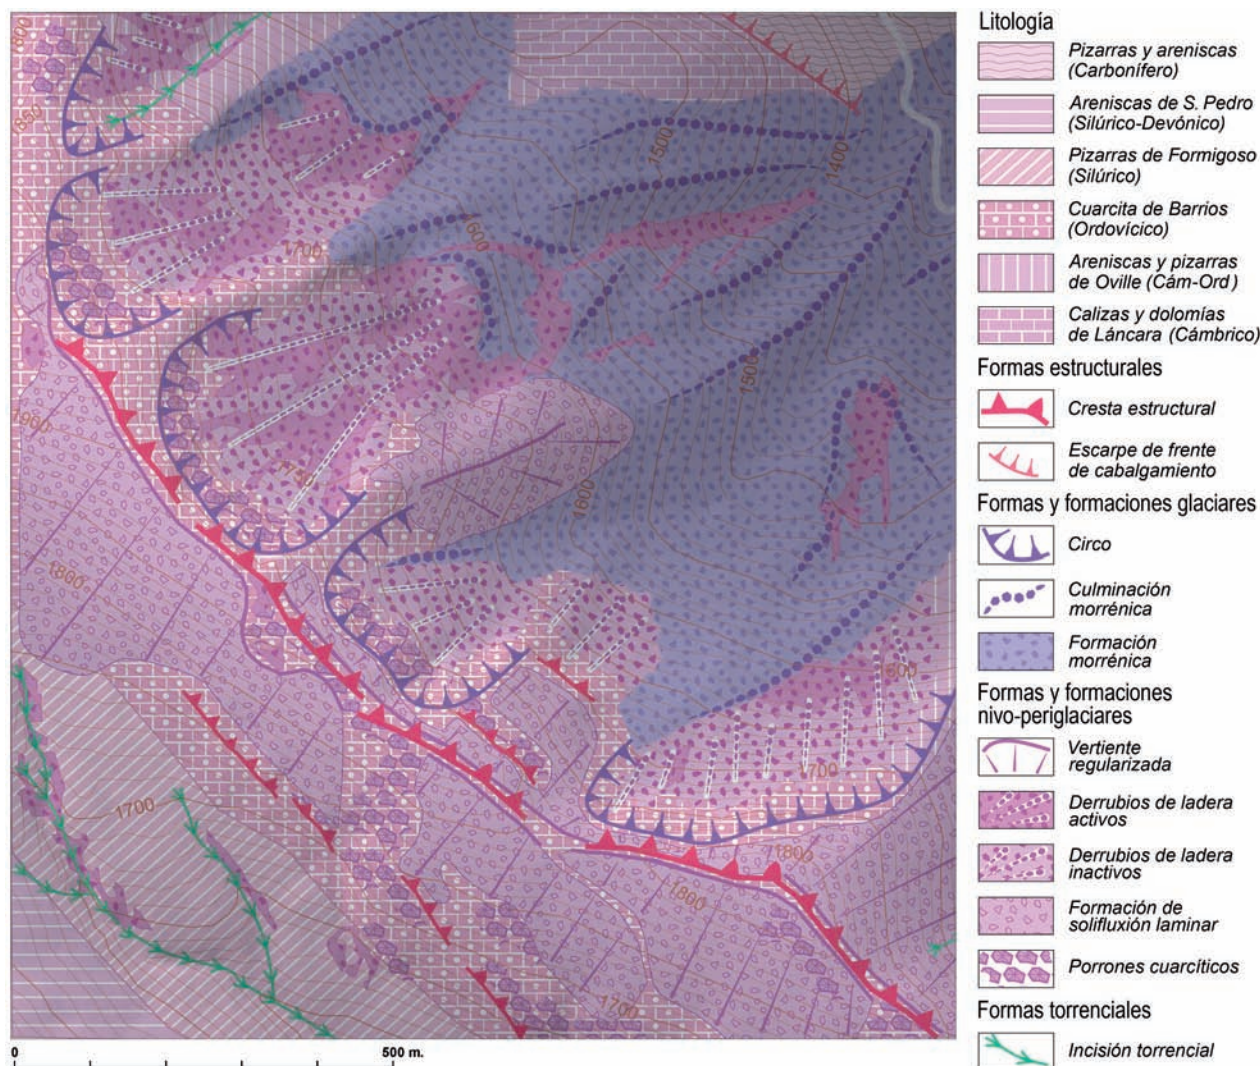 Litología
Pizarras y areniscas
(Carbonífero)
Areniscas de S. Pedro
(Silúrico-Devónico)
Pizarras de Formigoso
(Silúrico)
Cuarcita de Barrios
(Ordovícico)
Areniscas y pizarras
de Oville (Cám-Ord)
Calizas y dolomías
de Láncara (Cámbrico)
Formas estructurales
Cresta estructural
Escarpe de frente
de cabalgamiento
Formas y formaciones glaciares
Circo
Culminación
morrénica
Formación
morrénica
Formas y formaciones
nivo-periglaciares
Vertiente
regularizada
Derrubios de ladera
activos
Derrubios de ladera
inactivos
Formación de
solifluxión laminar
Porrones cuarcíticos
Formas torrenciales
Incisión torrencial
1800
1850
1500
1400
1700
1600
1500
1900
1750
1600
1800
1600
1700
1700
1800
1800
1700
0
500 m.